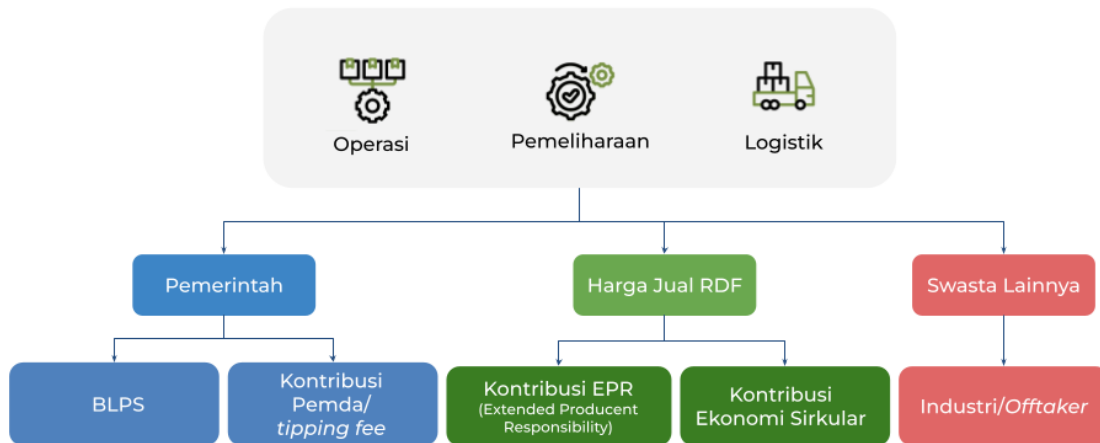 Operasi
Pemeliharaan
Logistik
Pemerintah
Harga Jual RDF
Swasta Lainnya
BLPS
Kontribusi
Pemda/
tipping fee
Kontribusi EPR
(Extended Producent
Responsibility)
Kontribusi
Ekonomi Sirkular
Industri/Offtaker